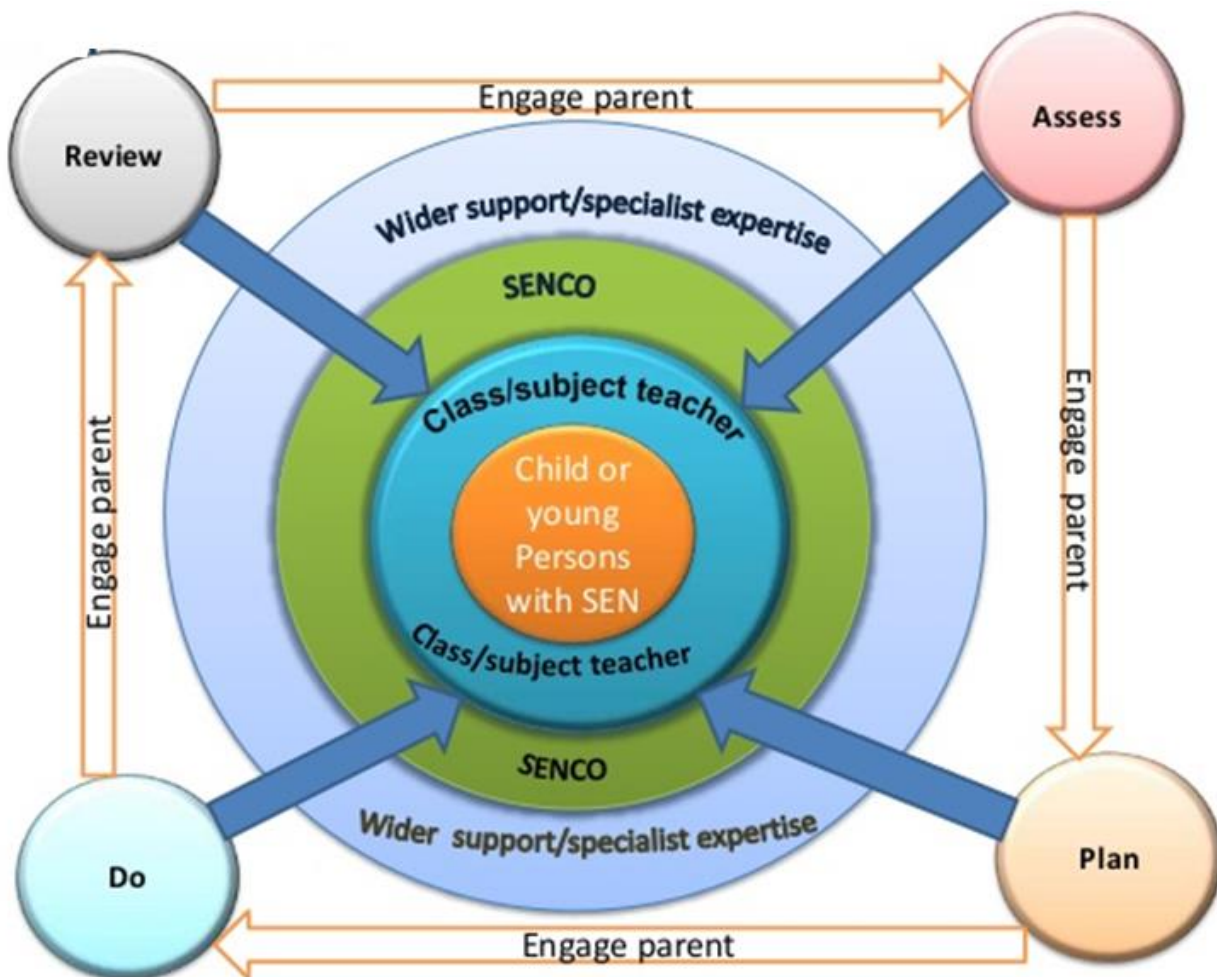 Engage parent
Review
Assess
Wider support/specialist expertise
SENCO
Class/subject teacher
Child or
young
Persons
with SEN
Engage parent
Engage parent
Class/subject teacher
SENCO
Wider support/specialist expertise
Do
Plan
Engage parent